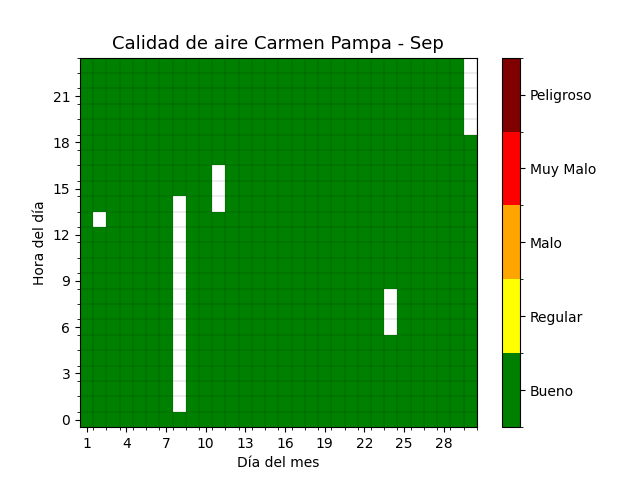 Calidad de aire Carmen Pampa - Sep
Hora del día
21
18
15
12
9
6
3
0
1 4 7 10 13 16 19 22 25 28
Día del mes
Peligroso
Muy Malo
Malo
Regular
Bueno